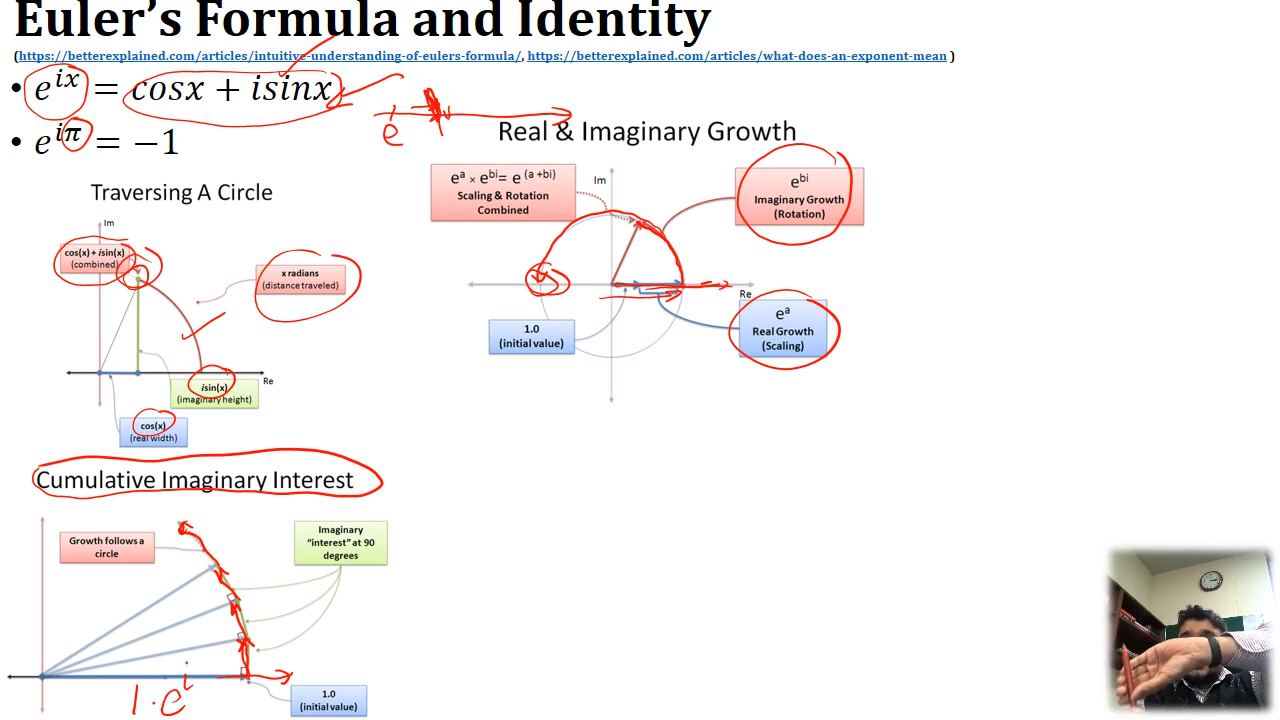 Euler's Formula and Identity
(https://betterexplained.com/articles/intuitive-understanding-of-eulers-formula/, https://betterexplained.com/articles/what-does-an-exponent-mean )
• e^{ix} = cosx + isinx
• e^{iπ} = −1
e
Real & Imaginary Growth
e^a × e^{bi}= e^{(a +bi)}
Scaling & Rotation
Combined
Im
e^{bi}
Imaginary Growth
(Rotation)
Re
1.0
(initial value)
e^a
Real Growth
(Scaling)
Traversing A Circle
Im
cos(x) + isin(x)
(combined)
x radians
(distance traveled)
Re
isin(x)
(imaginary height)
cos(x)
(real width)
Cumulative Imaginary Interest
Growth follows a
circle
Imaginary
"interest" at 90
degrees
1·e^i
1.0
(initial value)